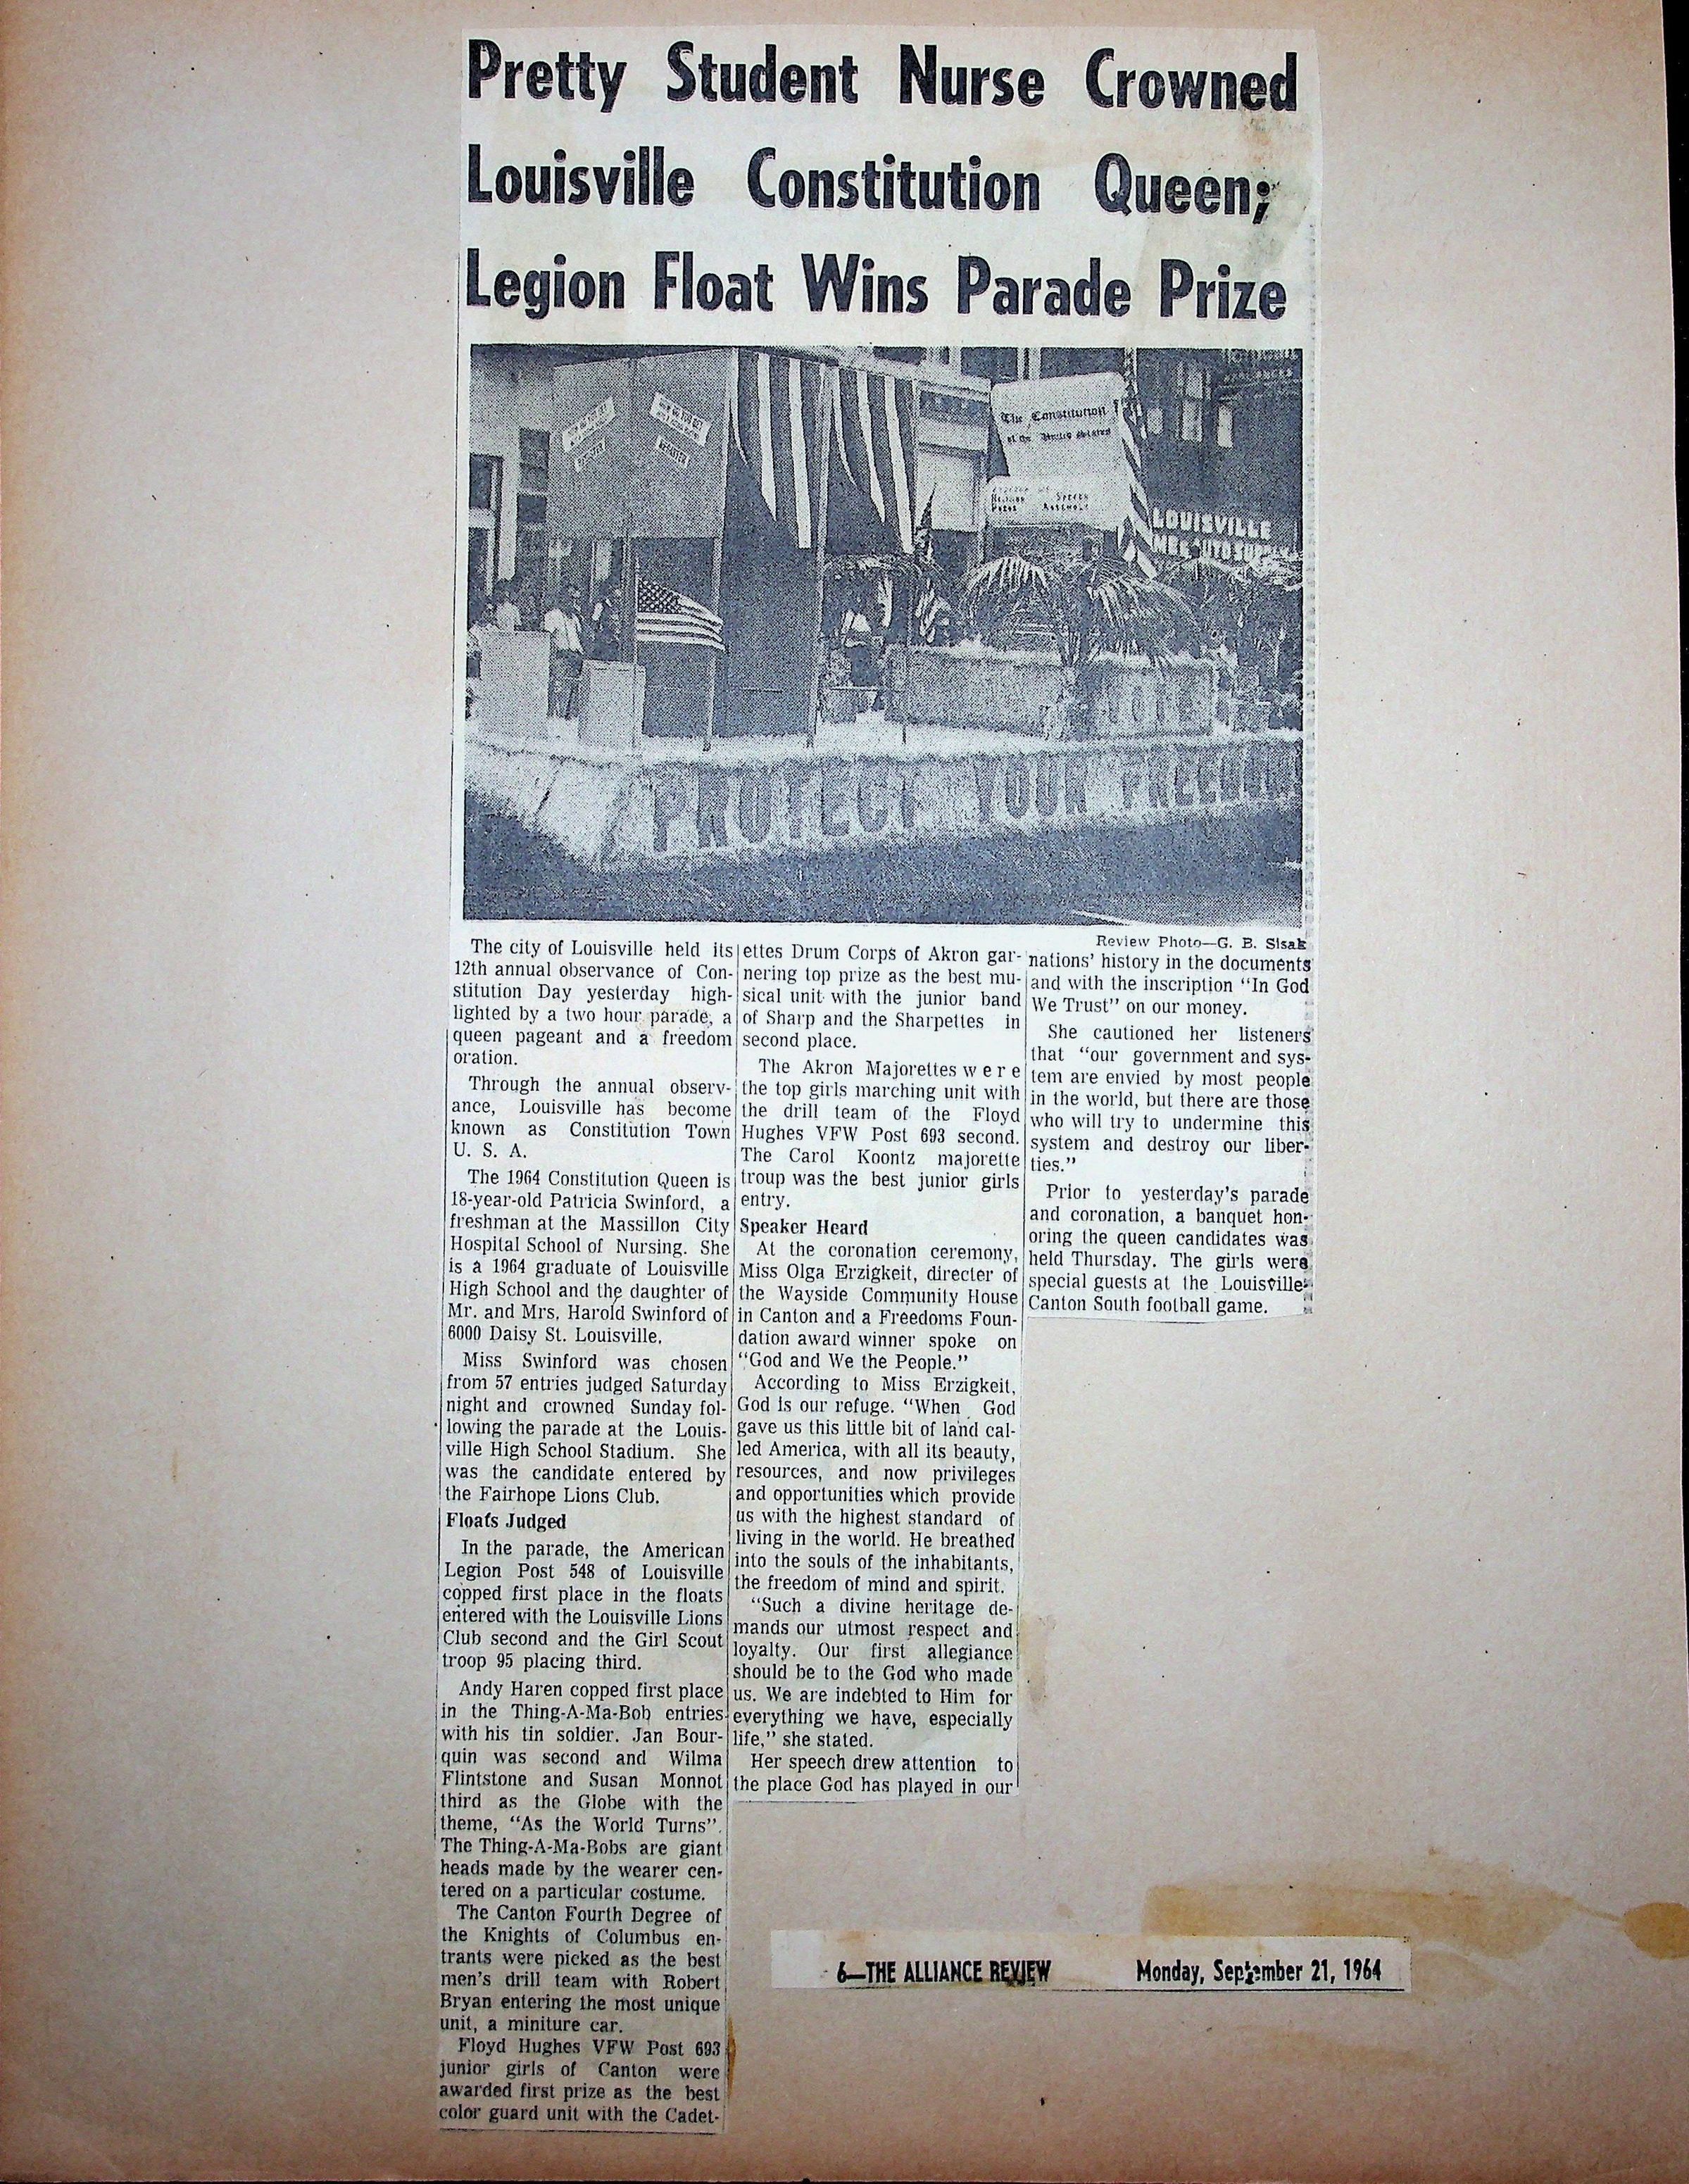 Pretty Student Nurse Crowned
Louisville Constitution Queen;
Legion Float Wins Parade Prize
The Constitution
of the United States
Speech
Assembly
LOUISVILLE
PROTECT YOUR FREEDOM
Review Photo—G. B. Sisak
The city of Louisville held its
12th annual observance of Con-
stitution Day yesterday high-
lighted by a two hour parade, a
queen pageant and a freedom
oration.
Through the annual observ-
ance, Louisville has become
known as Constitution Town
U. S. A.
The 1964 Constitution Queen is
18-year-old Patricia Swinford, a
freshman at the Massillon City
Hospital School of Nursing. She
is a 1964 graduate of Louisville
High School and the daughter of
Mr. and Mrs. Harold Swinford of
6000 Daisy St. Louisville.
Miss Swinford was chosen
from 57 entries judged Saturday
night and crowned Sunday fol-
lowing the parade at the Louis-
ville High School Stadium. She
was the candidate entered by
the Fairhope Lions Club.
Floats Judged
In the parade, the American
Legion Post 548 of Louisville
copped first place in the floats
entered with the Louisville Lions
Club second and the Girl Scout
troop 95 placing third.
Andy Haren copped first place
in the Thing-A-Ma-Bob entries
with his tin soldier. Jan Bour-
quin was second and Wilma
Flintstone and Susan Monnot
third as the Globe with the
theme, "As the World Turns".
The Thing-A-Ma-Bobs are giant
heads made by the wearer cen-
tered on a particular costume.
The Canton Fourth Degree of
the Knights of Columbus en-
trants were picked as the best
men's drill team with Robert
Bryan entering the most unique
unit, a miniture car.
Floyd Hughes VFW Post 693
junior girls of Canton were
awarded first prize as the best
color guard unit with the Cadet-
ettes Drum Corps of Akron gar-
nering top prize as the best mu-
sical unit with the junior band
of Sharp and the Sharpettes in
second place.
The Akron Majorettes were
the top girls marching unit with
the drill team of the Floyd
Hughes VFW Post 693 second.
The Carol Koontz majorette
troup was the best junior girls
entry.
Speaker Heard
At the coronation ceremony,
Miss Olga Erzigkeit, directer of
the Wayside Community House
in Canton and a Freedoms Foun-
dation award winner spoke on
"God and We the People."
According to Miss Erzigkeit,
God is our refuge. "When God
gave us this little bit of land cal-
led America, with all its beauty,
resources, and now privileges
and opportunities which provide
us with the highest standard of
living in the world. He breathed
into the souls of the inhabitants,
the freedom of mind and spirit.
"Such a divine heritage de-
mands our utmost respect and
loyalty. Our first allegiance
should be to the God who made
us. We are indebted to Him for
everything we have, especially
life," she stated.
Her speech drew attention to
the place God has played in our
nations' history in the documents
and with the inscription "In God
We Trust" on our money.
She cautioned her listeners
that "our government and sys-
tem are envied by most people
in the world, but there are those
who will try to undermine this
system and destroy our liber-
ties."
Prior to yesterday's parade
and coronation, a banquet hon-
oring the queen candidates was
held Thursday. The girls were
special guests at the Louisville-
Canton South football game.
6—THE ALLIANCE REVIEW Monday, September 21, 1964